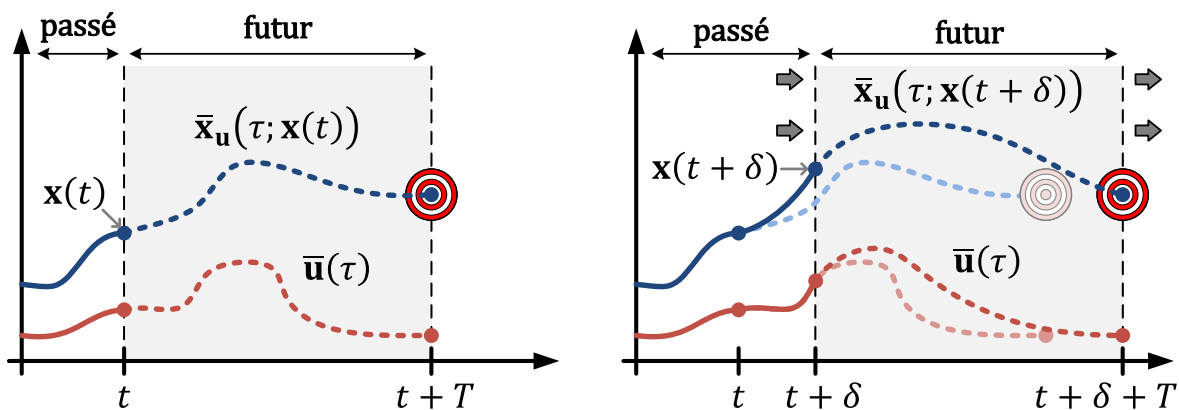 passé futur
x̄ᵤ(τ; x(t))
x(t)
ū(τ)
t t + T
passé futur
x̄ᵤ(τ; x(t + δ))
x(t + δ)
ū(τ)
t t + δ t + δ + T